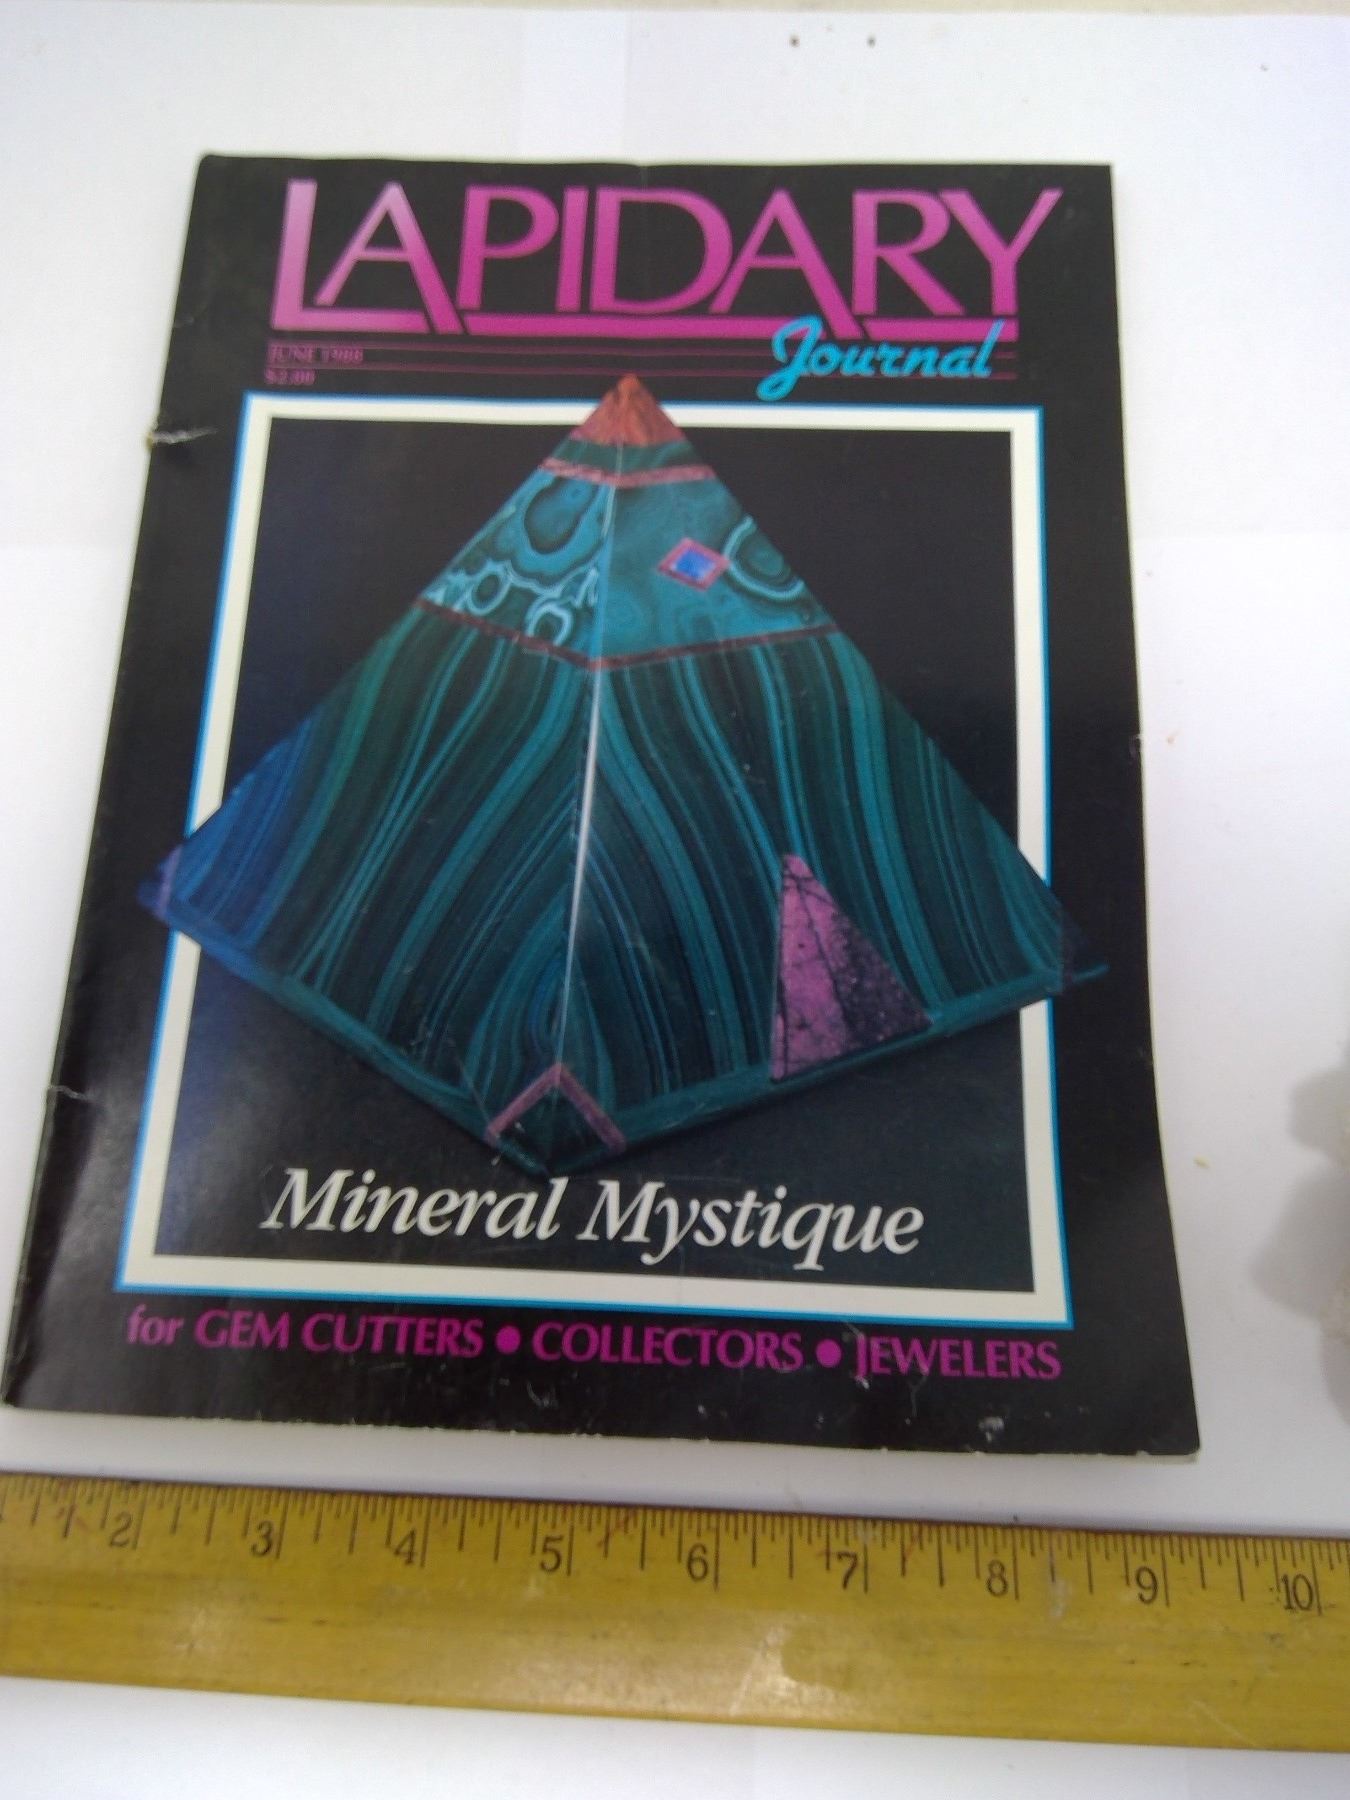 LAPIDARY
Journal
JUNE 1988
$2.00
Mineral Mystique
for GEM CUTTERS • COLLECTORS • JEWELERS
1 2 3 4 5 6 7 8 9 10